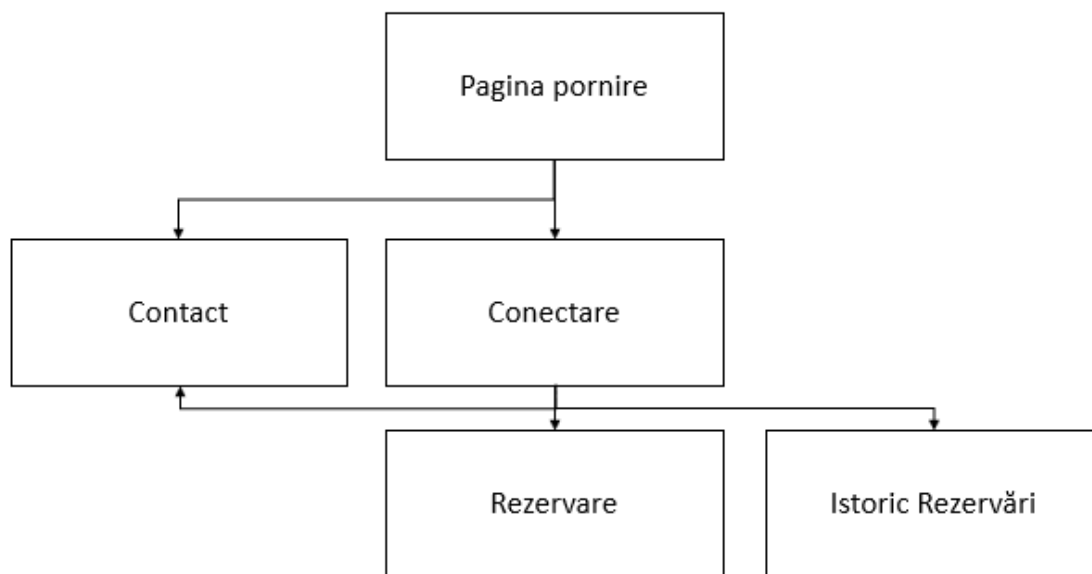 Pagina pornire
Contact
Conectare
Rezervare
Istoric Rezervări